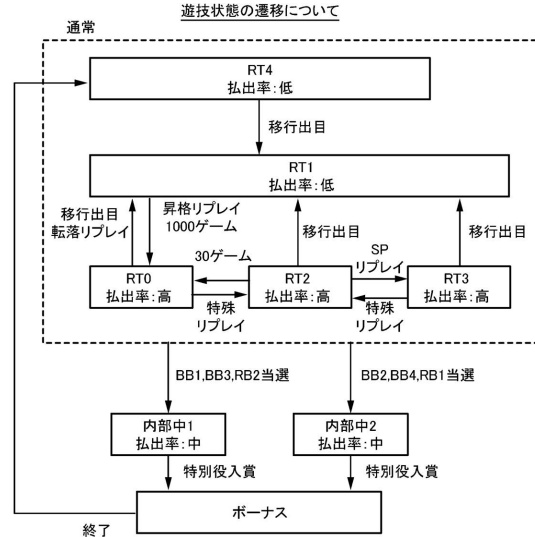 遊技状態の遷移について
通常
RT4
払出率:低
移行出目
RT1
払出率:低
移行出目
転落リプレイ
昇格リプレイ
1000ゲーム
移行出目
移行出目
30ゲーム
SP
リプレイ
RT0
払出率:高
RT2
払出率:高
RT3
払出率:高
特殊
リプレイ
特殊
リプレイ
BB1,BB3,RB2当選
BB2,BB4,RB1当選
内部中1
払出率:中
内部中2
払出率:中
特別役入賞
特別役入賞
ボーナス
終了